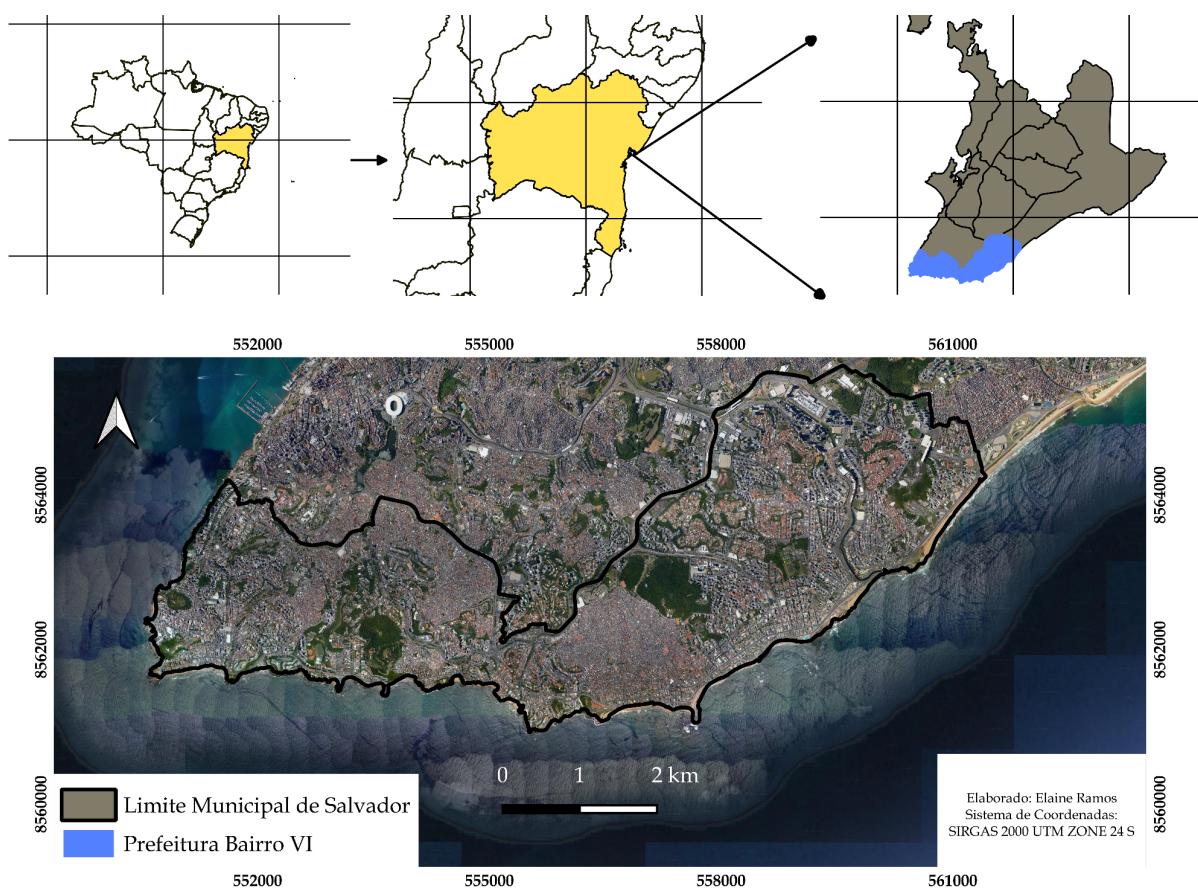 552000
555000
558000
561000
8564000
8564000
8562000
8562000
8560000
8560000
0
1
2 km
Limite Municipal de Salvador
Prefeitura Bairro VI
Elaborado: Elaine Ramos
Sistema de Coordenadas:
SIRGAS 2000 UTM ZONE 24 S
552000
555000
558000
561000